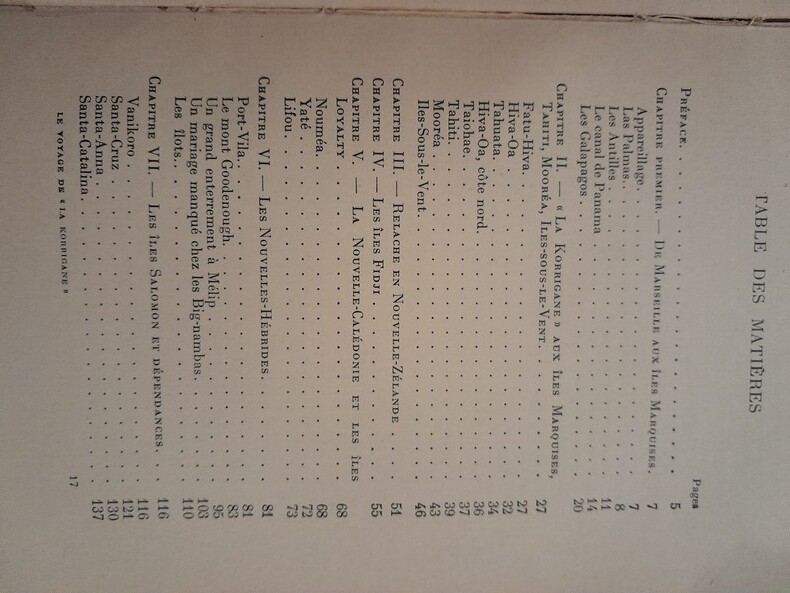 TABLE DES MATIÈRES
Pages
PRÉFACE. . . . . . . . . . . . 5
CHAPITRE PREMIER. — DE MARSEILLE AUX ÎLES MARQUISES. 7
Appareillage. . . . . . . . . . . . 7
Las Palmas. . . . . . . . . . . . 8
Les Antilles . . . . . . . . . . . . 11
Le canal de Panama . . . . . . . . . . . . 14
Les Galapagos . . . . . . . . . . . . 20
CHAPITRE II. — « LA KORRIGANE » AUX ÎLES MARQUISES,
TAHITI, MOORÉA, ÎLES-SOUS-LE-VENT. . . . . . . . 27
Fatu-Hiva. . . . . . . . . . . . 27
Hiva-Oa . . . . . . . . . . . . 32
Tahuata. . . . . . . . . . . . 34
Hiva-Oa, côte nord. . . . . . . . . . . . 36
Taiohae. . . . . . . . . . . . 37
Tahiti. . . . . . . . . . . . 39
Mooréa . . . . . . . . . . . . 43
Iles-Sous-le-Vent. . . . . . . . . . . . 46
CHAPITRE III. — RELACHE EN NOUVELLE-ZÉLANDE . . . . 51
CHAPITRE IV. — LES ÎLES FIDJI . . . . . . . . 55
CHAPITRE V. — LA NOUVELLE-CALÉDONIE ET LES ÎLES
LOYALTY . . . . . . . . . . . . 68
Nouméa. . . . . . . . . . . . 68
Yaté. . . . . . . . . . . . 72
Lifou. . . . . . . . . . . . 73
CHAPITRE VI. — LES NOUVELLES-HÉBRIDES. . . . . . 81
Port-Vila. . . . . . . . . . . . 81
Le mont Goodenough. . . . . . . . . . . . 83
Un grand enterrement à Mélip . . . . . . . . 95
Un mariage manqué chez les Big-nambas. . . . . . 103
Les flots. . . . . . . . . . . . 110
CHAPITRE VII. — LES ÎLES SALOMON ET DÉPENDANCES . . 116
Vanikoro . . . . . . . . . . . . 116
Santa-Cruz . . . . . . . . . . . . 121
Santa-Anna . . . . . . . . . . . . 130
Santa-Catalina. . . . . . . . . . . . 137
LE VOYAGE DE « LA KORRIGANE » 17